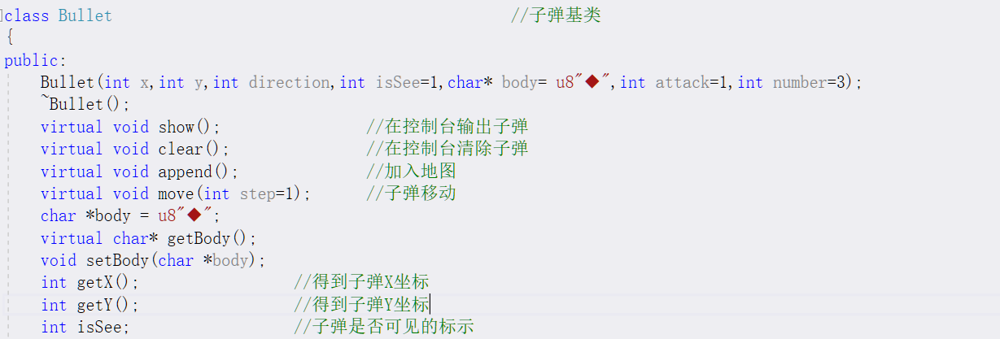 class Bullet //子弹基类
{
public:
Bullet(int x,int y,int direction,int isSee=1,char* body= u8"◆",int attack=1,int number=3);
~Bullet();
virtual void show(); //在控制台输出子弹
virtual void clear(); //在控制台清除子弹
virtual void append(); //加入地图
virtual void move(int step=1); //子弹移动
char *body = u8"◆";
virtual char* getBody();
void setBody(char *body);
int getX(); //得到子弹X坐标
int getY(); //得到子弹Y坐标
int isSee; //子弹是否可见的标示